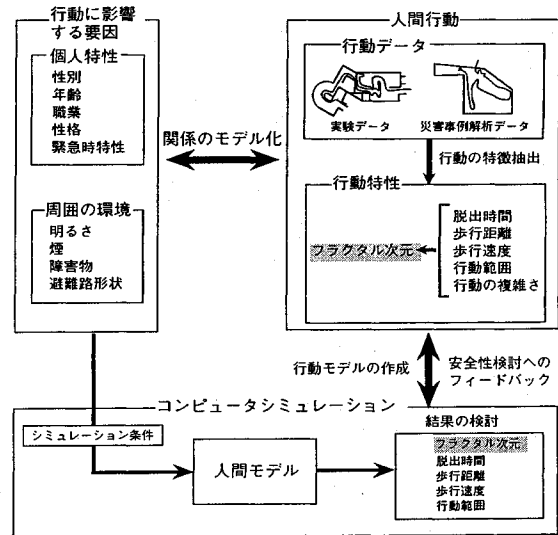 行動に影響
する要因
個人特性
性別
年齢
職業
性格
緊急時特性
周囲の環境
明るさ
煙
障害物
避難路形状
関係のモデル化
人間行動
行動データ
実験データ
災害事例解析データ
行動の特徴抽出
行動特性
フラクタル次元
脱出時間
歩行距離
歩行速度
行動範囲
行動の複雑さ
行動モデルの作成
安全性検討への
フィードバック
コンピュータシミュレーション
シミュレーション条件
人間モデル
結果の検討
フラクタル次元
脱出時間
歩行距離
歩行速度
行動範囲